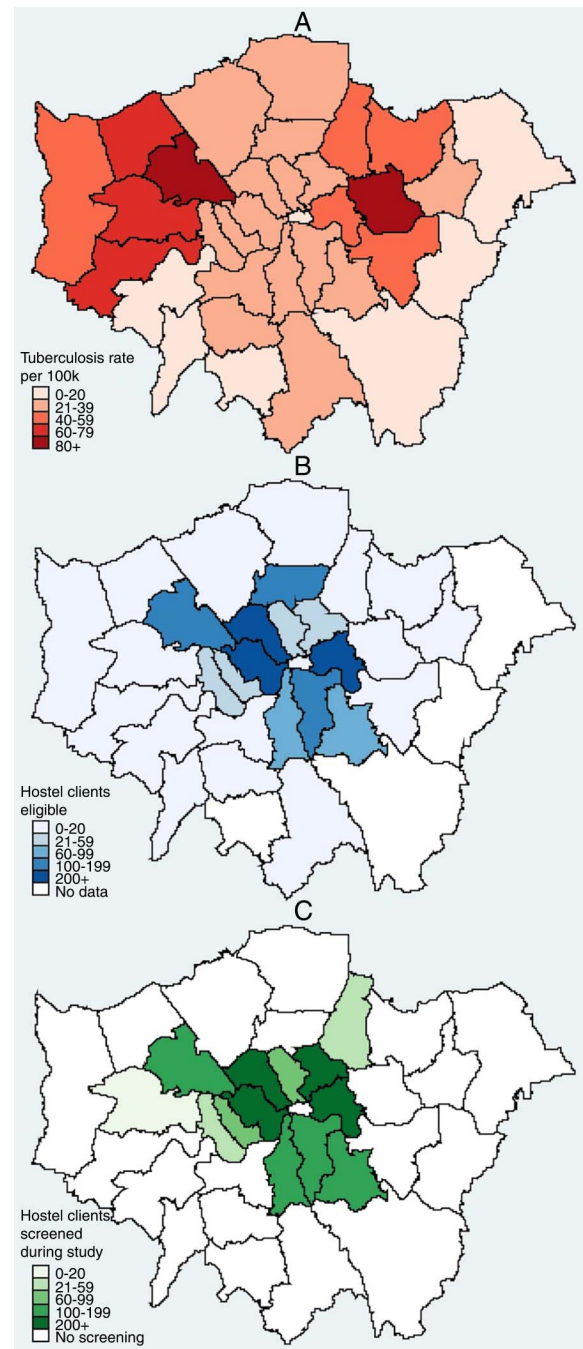 A
Tuberculosis rate
per 100k
0-20
21-39
40-59
60-79
80+
B
Hostel clients
eligible
0-20
21-59
60-99
100-199
200+
No data
C
Hostel clients
screened
during study
0-20
21-59
60-99
100-199
200+
No screening